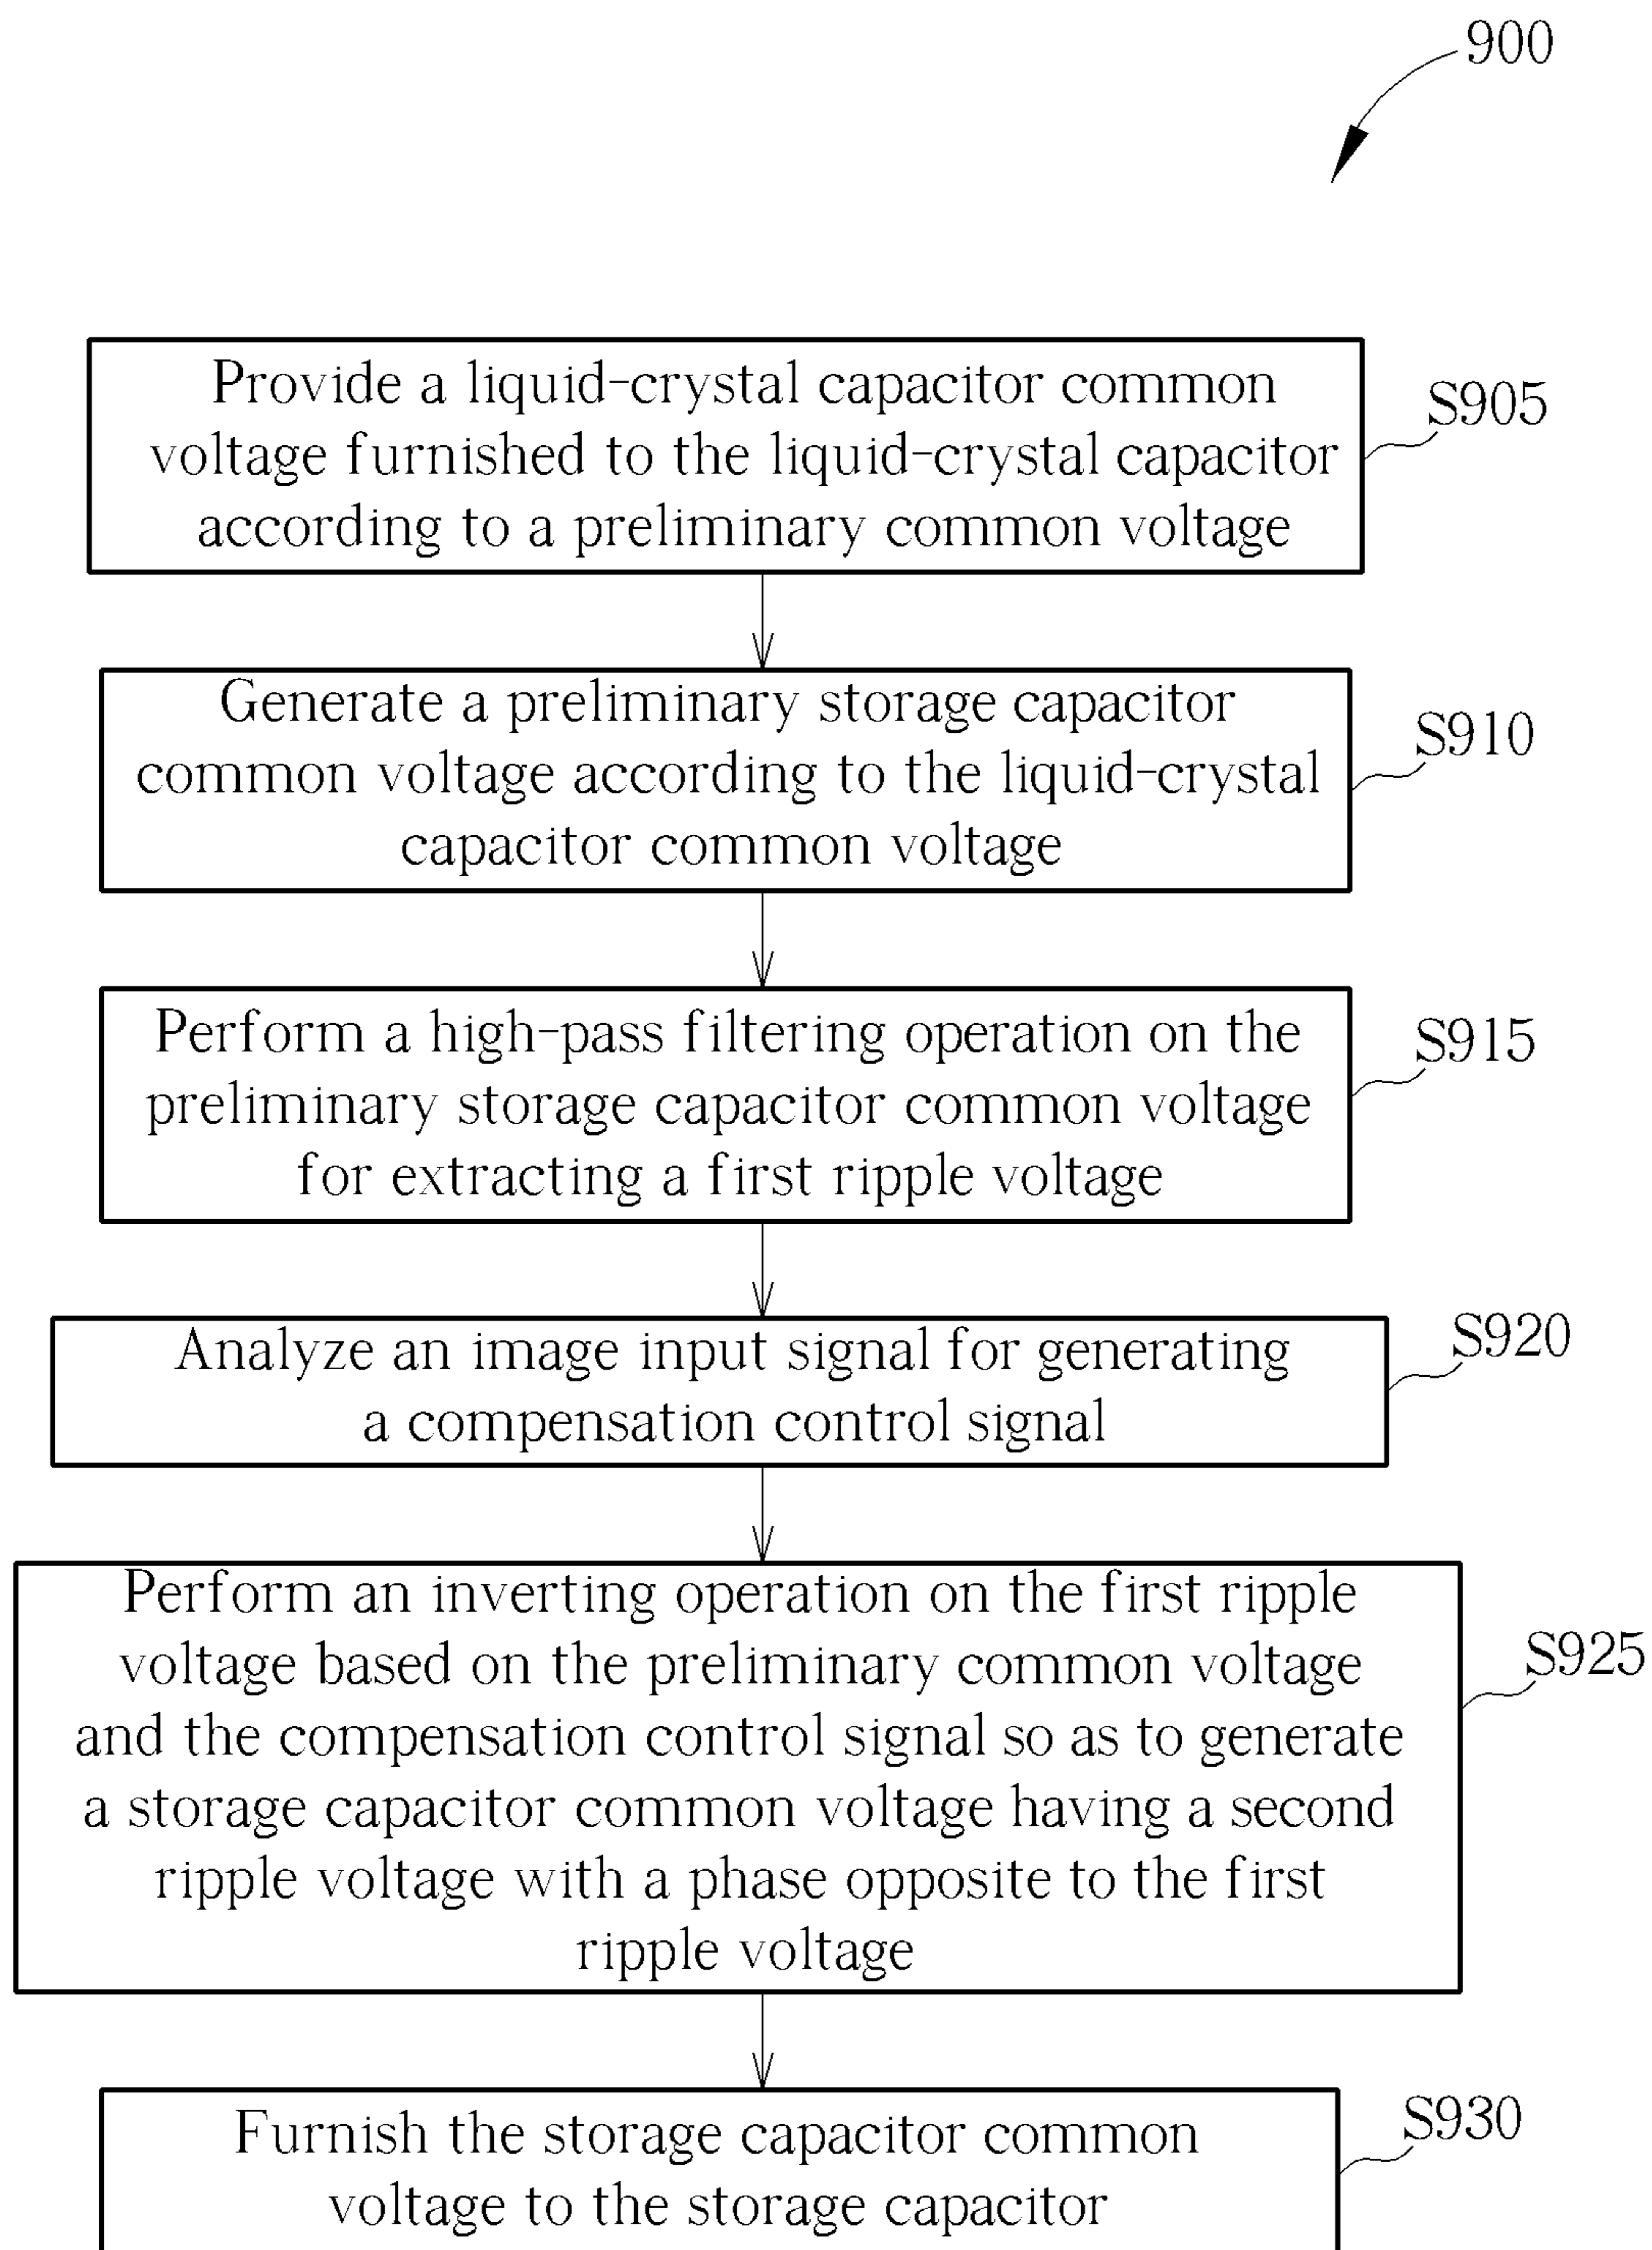 900
Provide a liquid-crystal capacitor common
voltage furnished to the liquid-crystal capacitor
according to a preliminary common voltage
S905
Generate a preliminary storage capacitor
common voltage according to the liquid-crystal
capacitor common voltage
S910
Perform a high-pass filtering operation on the
preliminary storage capacitor common voltage
for extracting a first ripple voltage
S915
Analyze an image input signal for generating
a compensation control signal
S920
Perform an inverting operation on the first ripple
voltage based on the preliminary common voltage
and the compensation control signal so as to generate
a storage capacitor common voltage having a second
ripple voltage with a phase opposite to the first
ripple voltage
S925
Furnish the storage capacitor common
voltage to the storage capacitor
S930